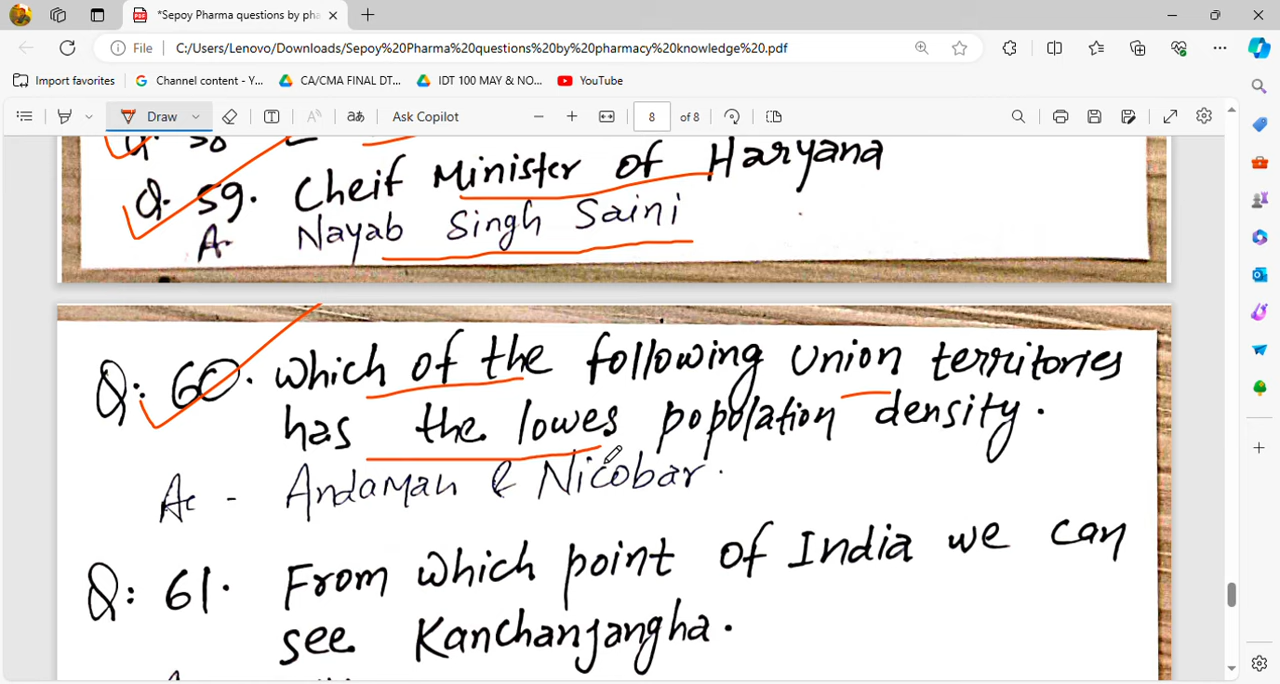 *Sepoy Pharma questions by pha
File C:/Users/Lenovo/Downloads/Sepoy%20Pharma%20questions%20by%20pharmacy%20knowledge%20.pdf
Import favorites Channel content - Y... CA/CMA FINAL DT... IDT 100 MAY & NO... YouTube
Draw aあ Ask Copilot 8 of 8
Q. 59. Cheif Minister of Haryana
A- Nayab Singh Saini
Q: 60. which of the following Union territories
has the lowes population density.
A - Andaman & Nicobar.
Q: 61. From which point of India we can
see Kanchanjangha.